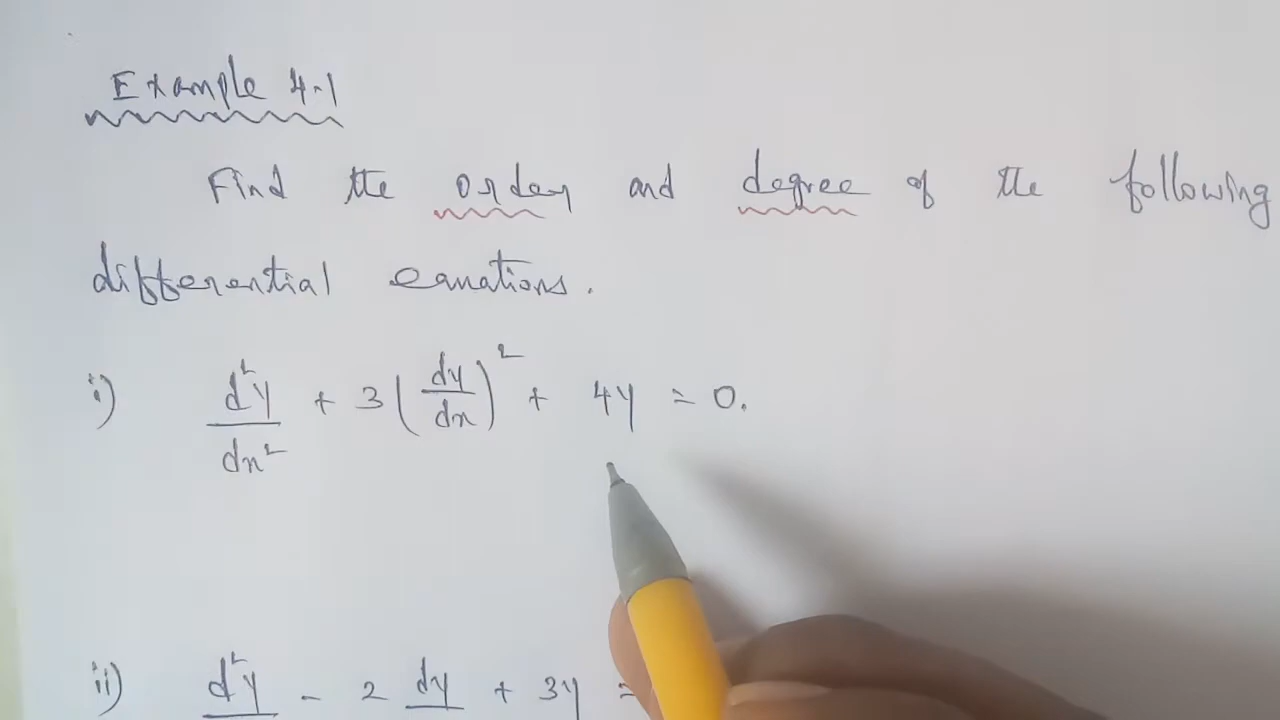 Example 4.1
Find the order and degree of the following
differential equations.
i) d²y/dx² + 3(dy/dx)² + 4y = 0.
ii) d²y - 2 dy + 3y =